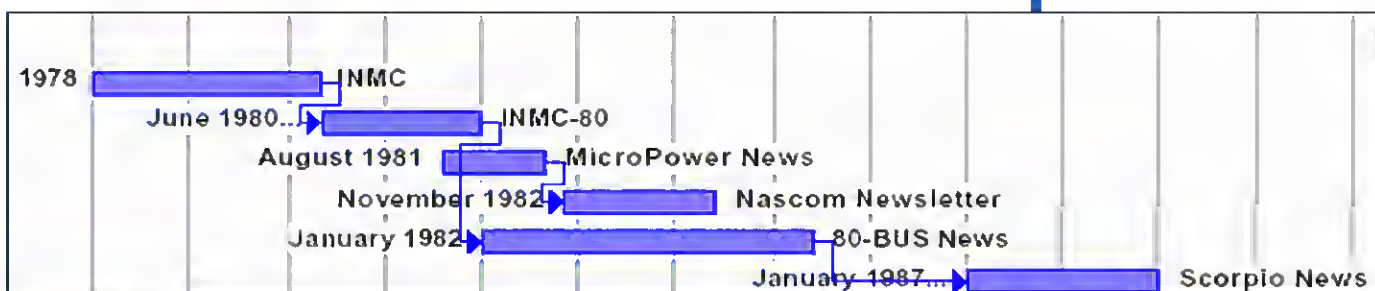 1978 INMC
June 1980... INMC-80
August 1981 MicroPower News
November 1982 Nascom Newsletter
January 1982 80-BUS News
January 1987... Scorpio News